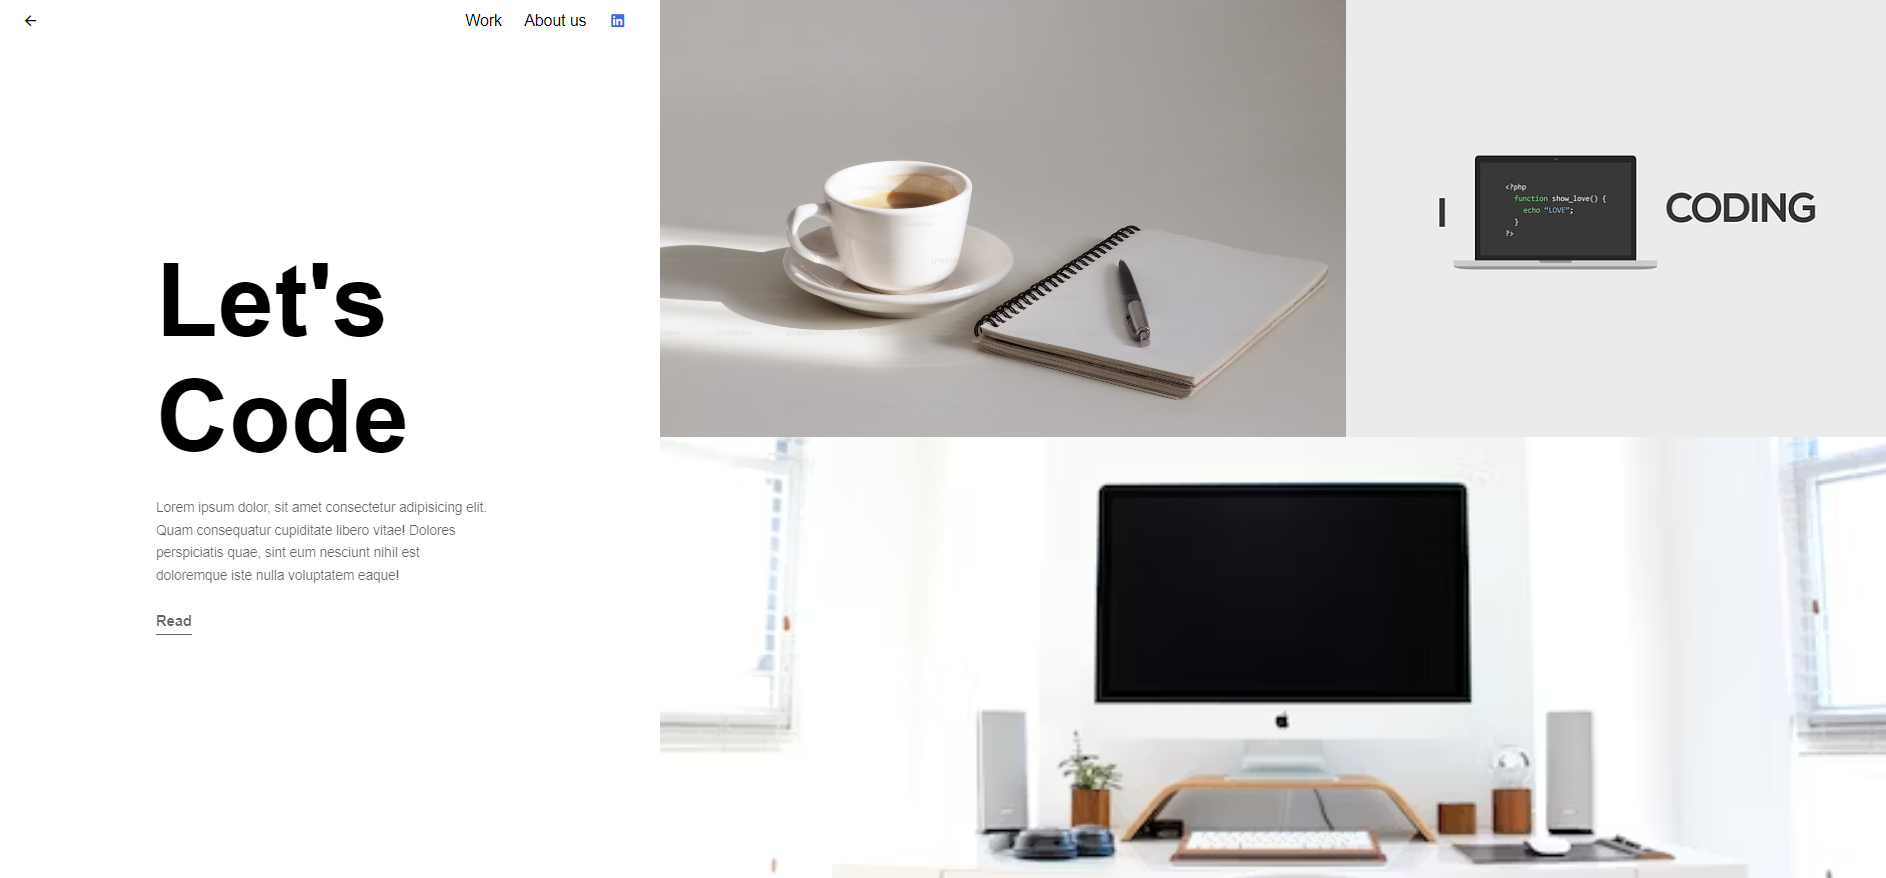 Work About us in
Let's
Code
Lorem ipsum dolor, sit amet consectetur adipisicing elit.
Quam consequatur cupiditate libero vitae! Dolores
perspiciatis quae, sint eum nesciunt nihil est
doloremque iste nulla voluptatem eaque!
Read
Unsplash+
I
<?php
function show_love() {
echo "LOVE";
}
?>
CODING